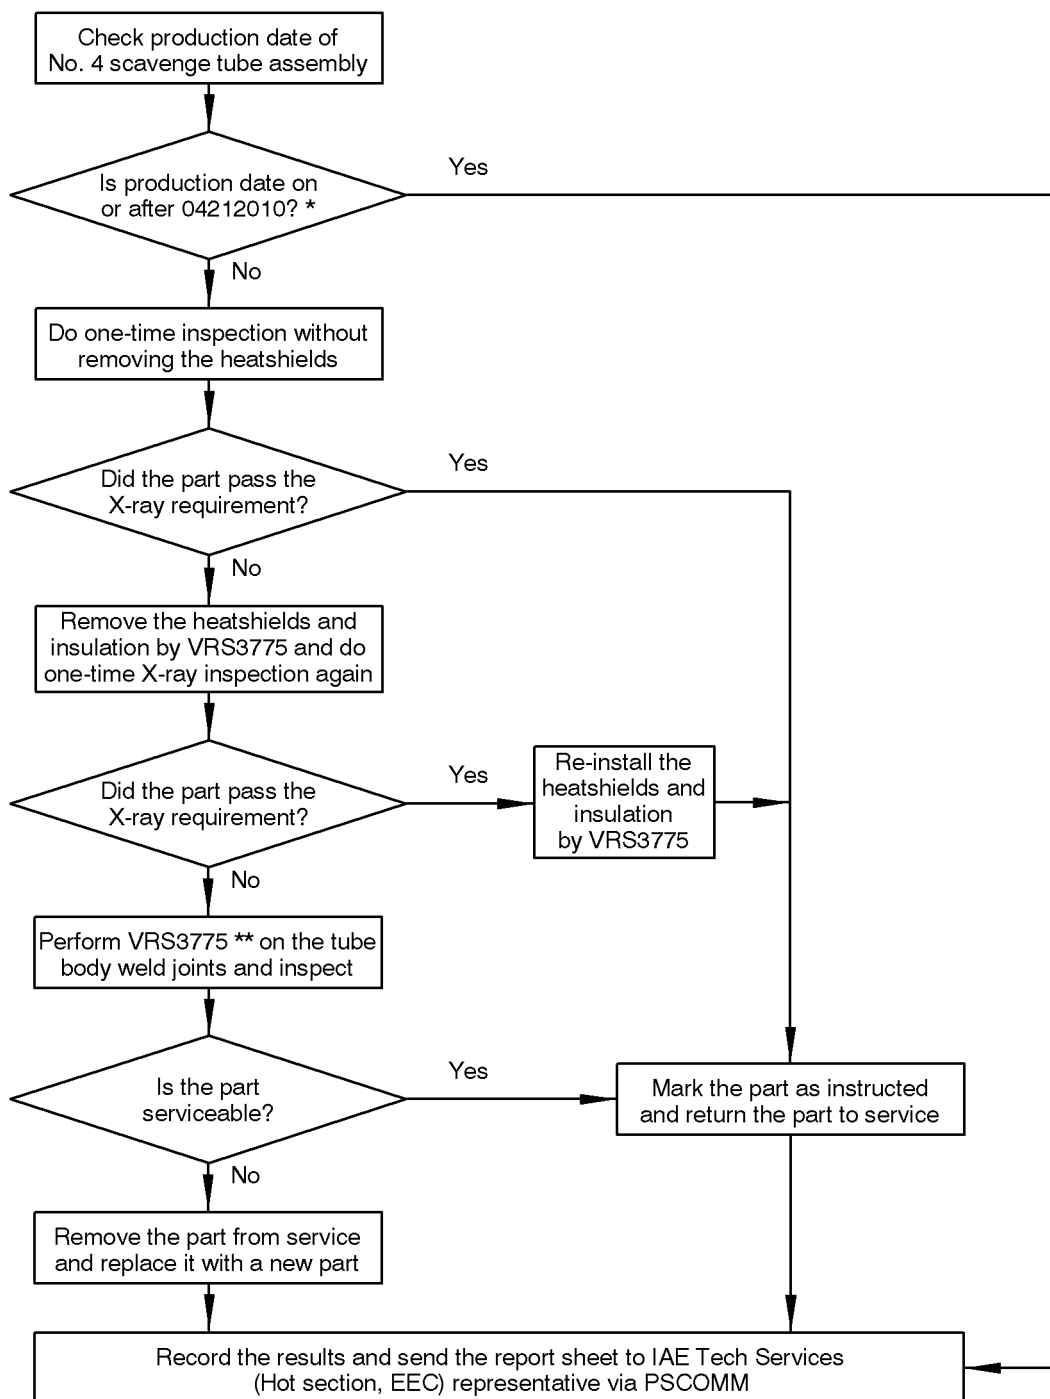 Check production date of
No. 4 scavenge tube assembly
Is production date on
or after 04212010? *
Yes
No
Do one-time inspection without
removing the heatshields
Did the part pass the
X-ray requirement?
Yes
No
Remove the heatshields and
insulation by VRS3775 and do
one-time X-ray inspection again
Did the part pass the
X-ray requirement?
Yes
Re-install the
heatshields and
insulation
by VRS3775
No
Perform VRS3775 ** on the tube
body weld joints and inspect
Is the part
serviceable?
Yes
Mark the part as instructed
and return the part to service
No
Remove the part from service
and replace it with a new part
Record the results and send the report sheet to IAE Tech Services
(Hot section, EEC) representative via PSCOMM